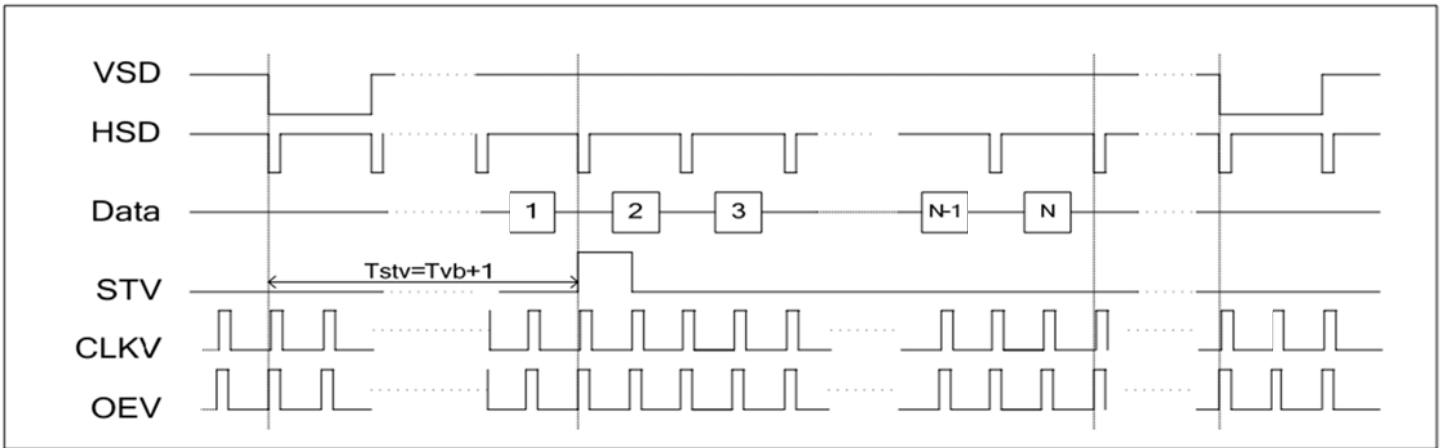 VSD
HSD
Data 1 2 3 N-1 N
Tstv=Tvb+1
STV
CLKV
OEV